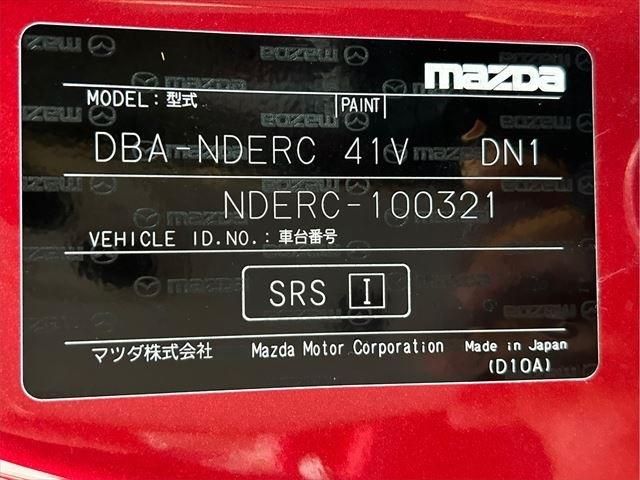 mazda
MODEL: 型式 PAINT
DBA-NDERC 41V DN1
NDERC-100321
VEHICLE ID.NO.: 車台番号
SRS I
マツダ株式会社 Mazda Motor Corporation Made in Japan
(D10A)